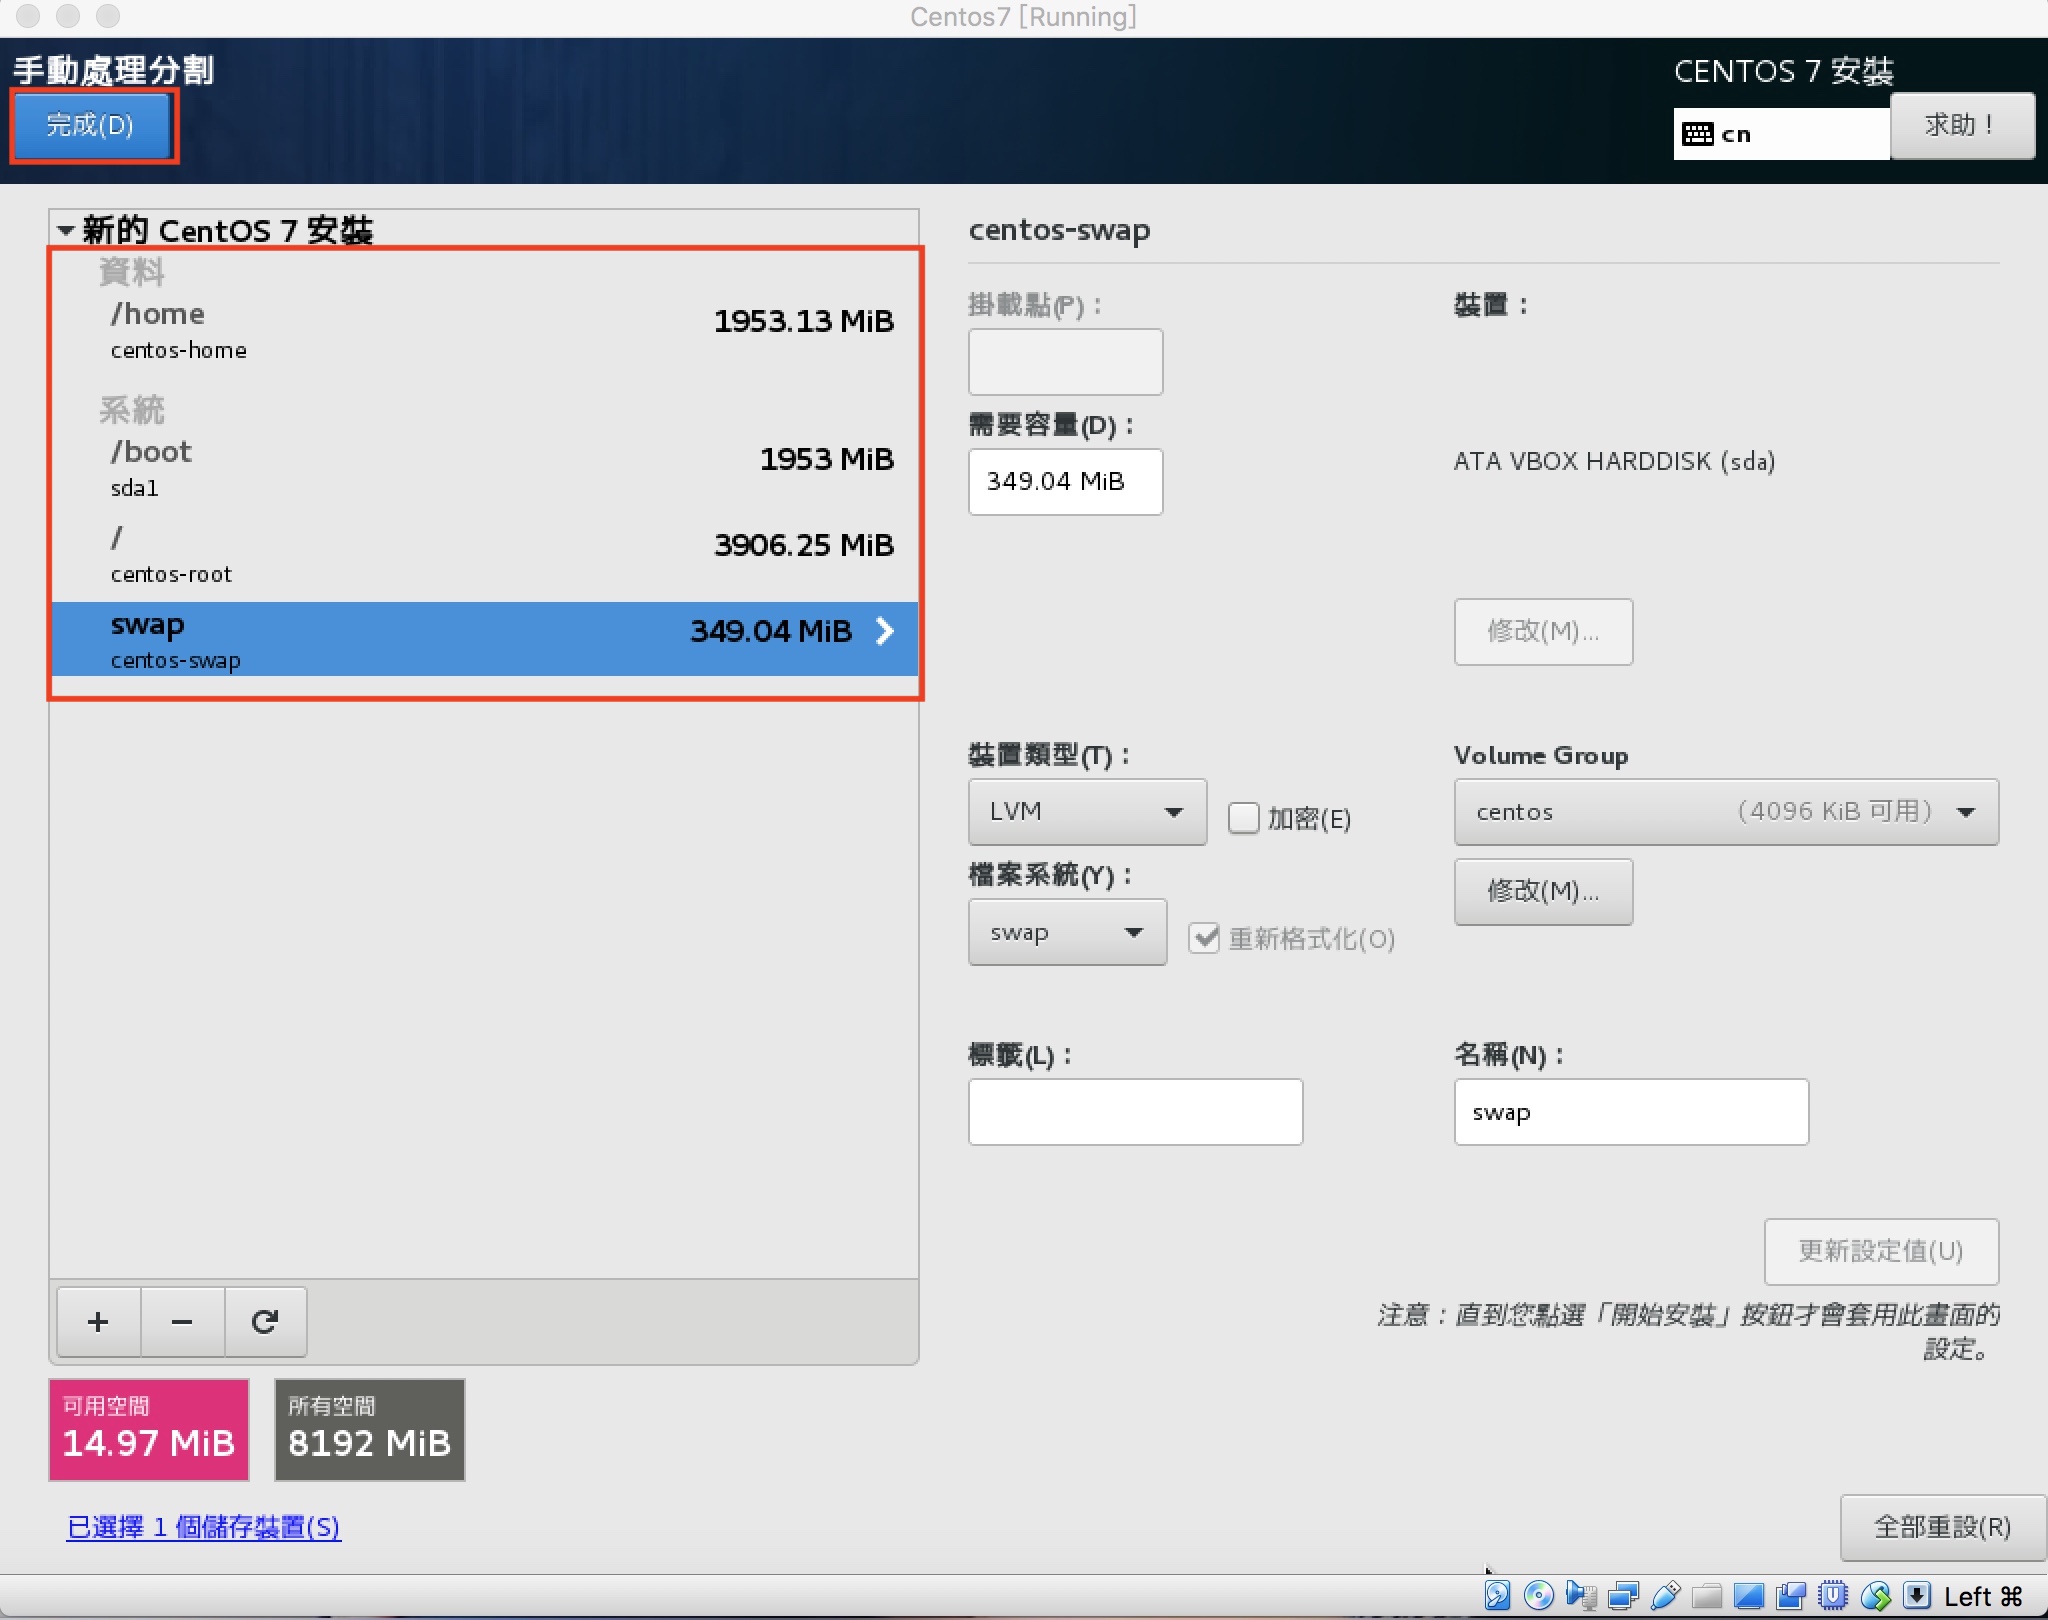 Centos7 [Running]
手動處理分割
CENTOS 7 安裝
完成(D)
cn
求助！
新的 CentOS 7 安裝
資料
/home
1953.13 MiB
centos-home
系統
/boot
1953 MiB
sda1
/
3906.25 MiB
centos-root
swap
349.04 MiB
centos-swap
centos-swap
掛載點(P)：
裝置：
需要容量(D)：
349.04 MiB
ATA VBOX HARDDISK (sda)
修改(M)...
裝置類型(T)：
Volume Group
LVM
加密(E)
centos
（4096 KiB 可用）
檔案系統(Y)：
修改(M)...
swap
重新格式化(O)
標籤(L)：
名稱(N)：
swap
更新設定值(U)
注意：直到您點選「開始安裝」按鈕才會套用此畫面的
設定。
可用空間
14.97 MiB
所有空間
8192 MiB
已選擇 1 個儲存裝置(S)
全部重設(R)
Left ⌘